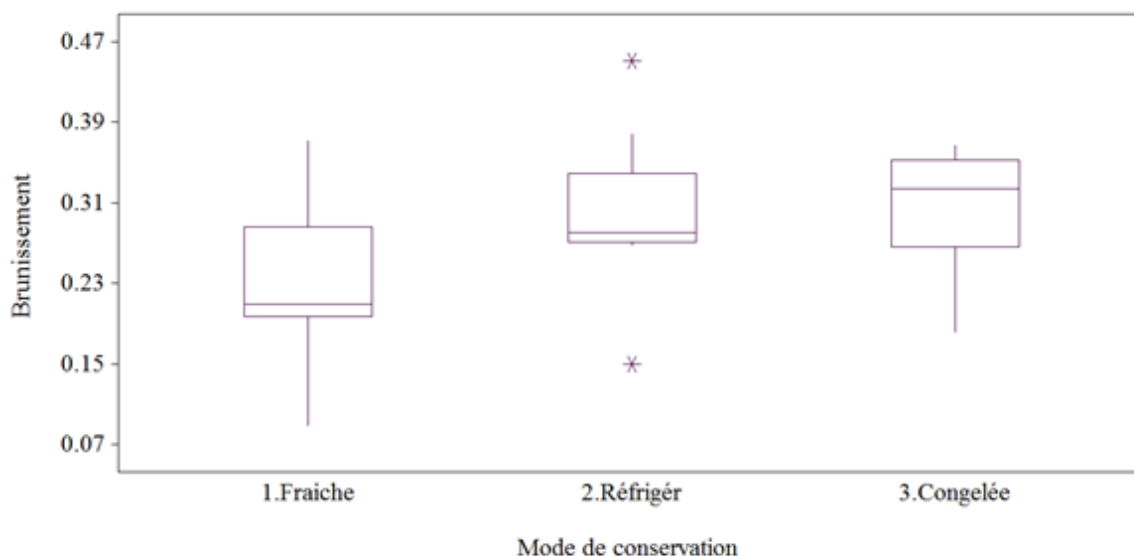 Brunissement
0.47
0.39
0.31
0.23
0.15
0.07
1.Fraiche
2.Réfrigér
3.Congelée
Mode de conservation